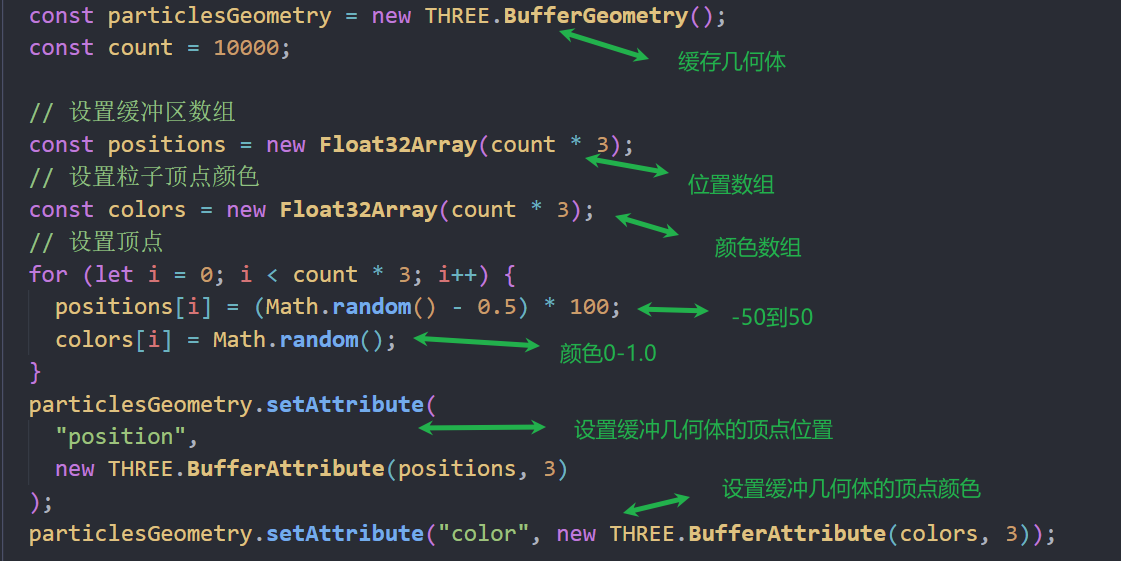 const particlesGeometry = new THREE.BufferGeometry();
const count = 10000;
缓存几何体
// 设置缓冲区数组
const positions = new Float32Array(count * 3);
// 设置粒子顶点颜色
位置数组
const colors = new Float32Array(count * 3);
// 设置顶点
颜色数组
for (let i = 0; i < count * 3; i++) {
positions[i] = (Math.random() - 0.5) * 100;
-50到50
colors[i] = Math.random();
颜色0-1.0
}
particlesGeometry.setAttribute(
"position",
设置缓冲几何体的顶点位置
new THREE.BufferAttribute(positions, 3)
设置缓冲几何体的顶点颜色
);
particlesGeometry.setAttribute("color", new THREE.BufferAttribute(colors, 3));